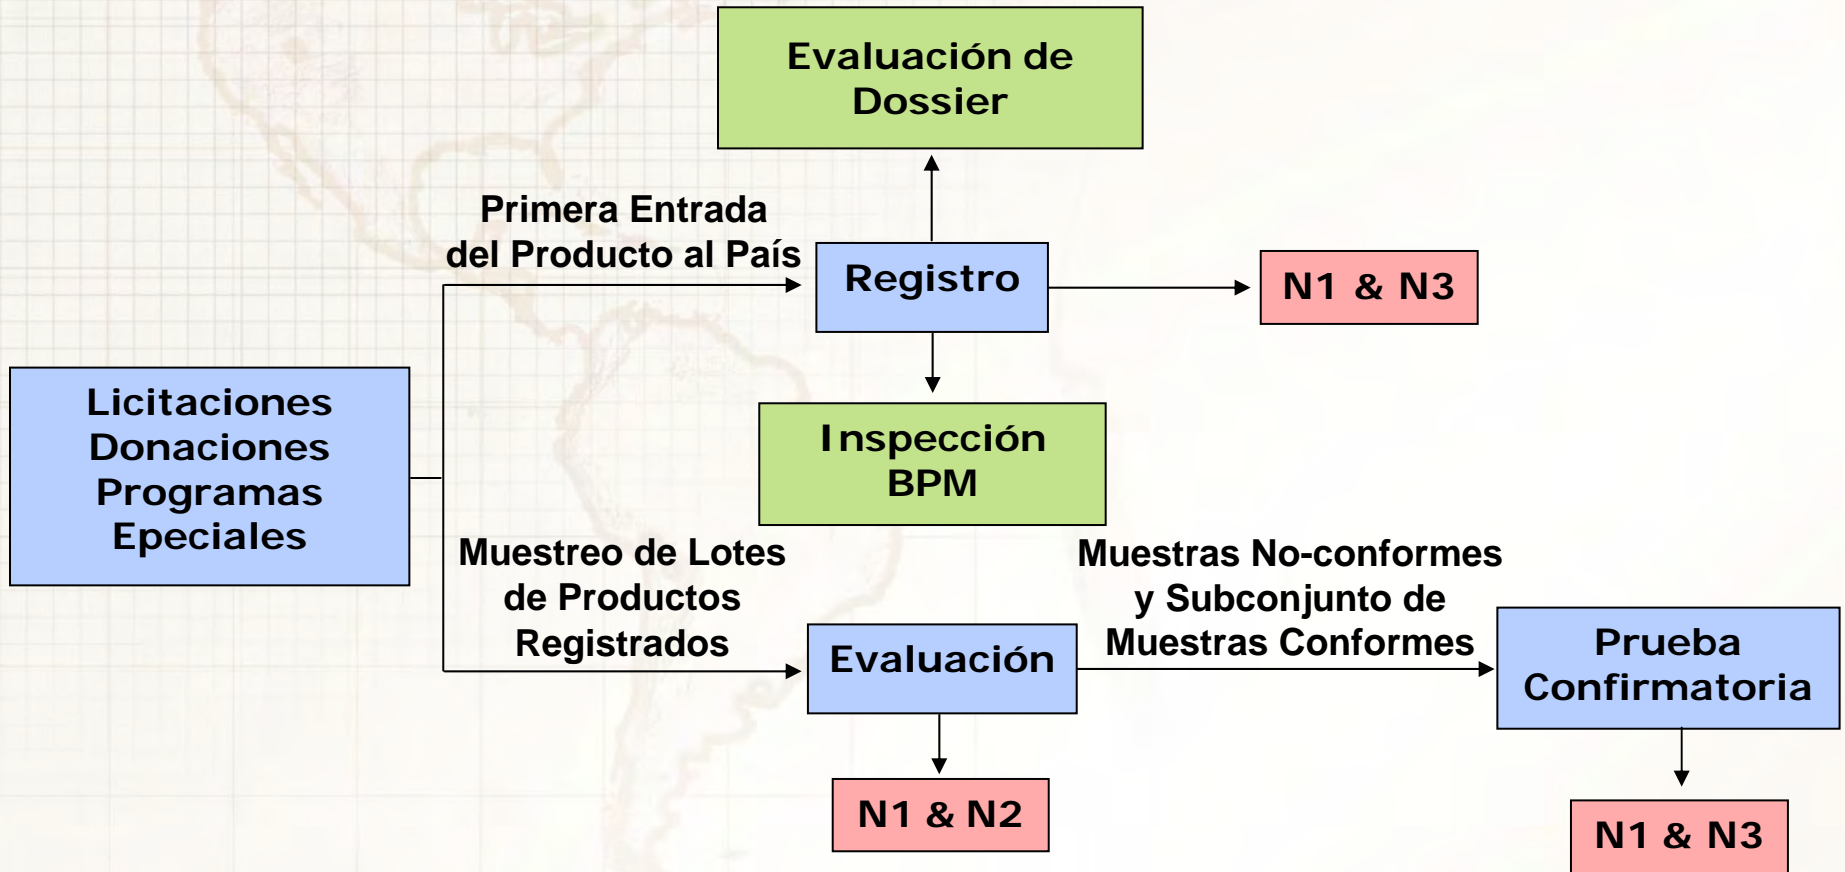 Evaluación de
Dossier
Primera Entrada
del Producto al País
Registro
N1 & N3
Licitaciones
Donaciones
Programas
Epeciales
Inspección
BPM
Muestreo de Lotes
de Productos
Registrados
Evaluación
Muestras No-conformes
y Subconjunto de
Muestras Conformes
Prueba
Confirmatoria
N1 & N2
N1 & N3